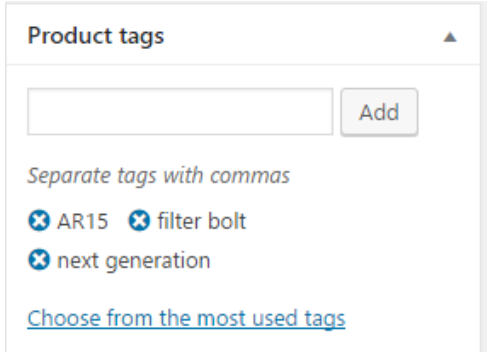 Product tags
Add
Separate tags with commas
AR15 filter bolt
next generation
Choose from the most used tags